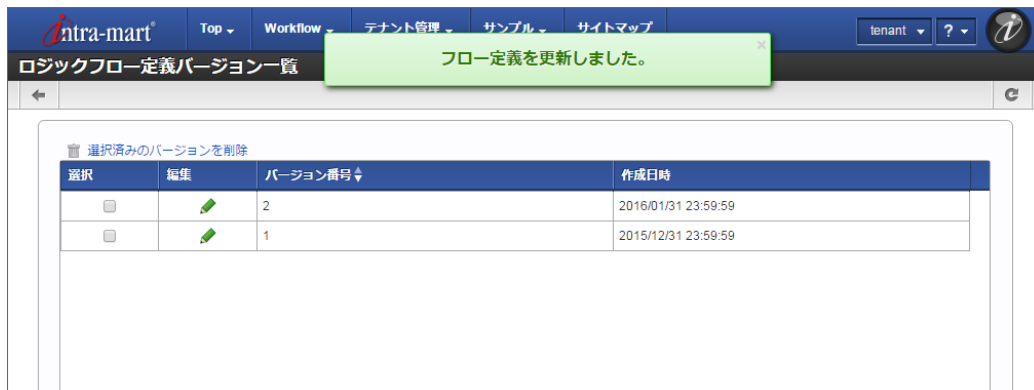 intra-mart® Top Workflow テナント管理 サンプル サイトマップ tenant ?
フロー定義を更新しました。 ×
ロジックフロー定義バージョン一覧
選択済みのバージョンを削除
選択 編集 バージョン番号 作成日時
2 2016/01/31 23:59:59
1 2015/12/31 23:59:59